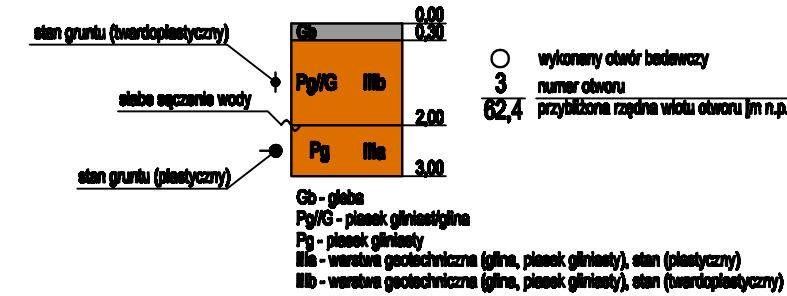 0,00
stan gruntu (twardoplastyczny)
Gb
0,30
wykonany otwór badawczy
Pg//G IIIb
3 numer otworu
słabe sączenie wody
62,4 przybliżona rzędna wlotu otworu [m n.p.
2,00
Pg IIIa
3,00
stan gruntu (plastyczny)
Gb - gleba
Pg//G - piasek gliniast/glina
Pg - piasek gliniasty
IIIa - warstwa geotechniczna (glina, piasek gliniasty), stan (plastyczny)
IIIb - warstwa geotechniczna (glina, piasek gliniasty), stan (twardoplastyczny)